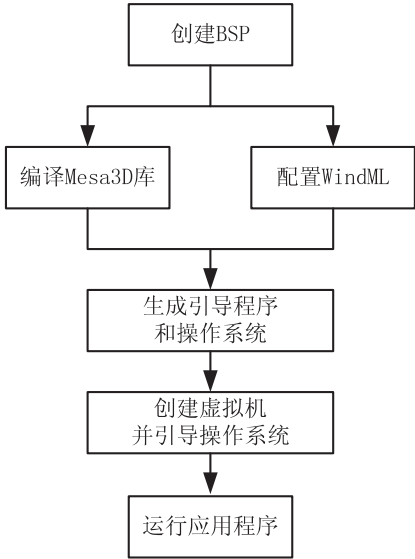 创建BSP
编译Mesa3D库
配置WindML
生成引导程序
和操作系统
创建虚拟机
并引导操作系统
运行应用程序